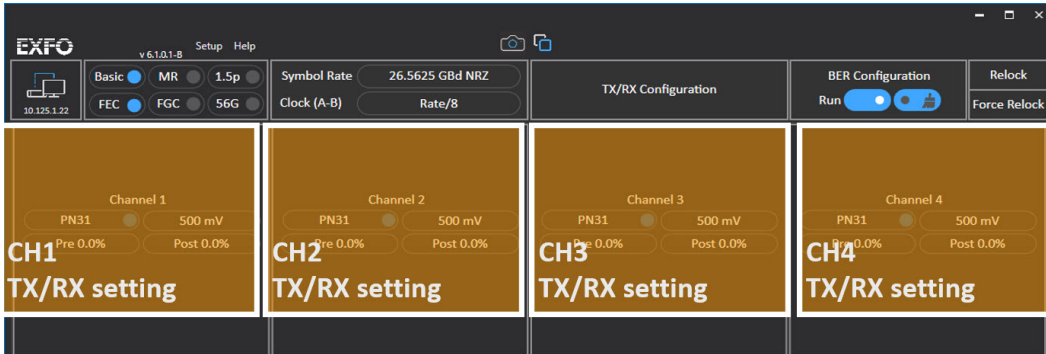 EXFO
v 6.1.0.1-B
Setup Help
10.125.1.22
Basic MR 1.5p
FEC FGC 56G
Symbol Rate 26.5625 GBd NRZ
Clock (A-B) Rate/8
TX/RX Configuration
BER Configuration
Run
Relock
Force Relock
Channel 1
PN31 500 mV
Pre 0.0% Post 0.0%
CH1
TX/RX setting
Channel 2
PN31 500 mV
Pre 0.0% Post 0.0%
CH2
TX/RX setting
Channel 3
PN31 500 mV
Pre 0.0% Post 0.0%
CH3
TX/RX setting
Channel 4
PN31 500 mV
Pre 0.0% Post 0.0%
CH4
TX/RX setting